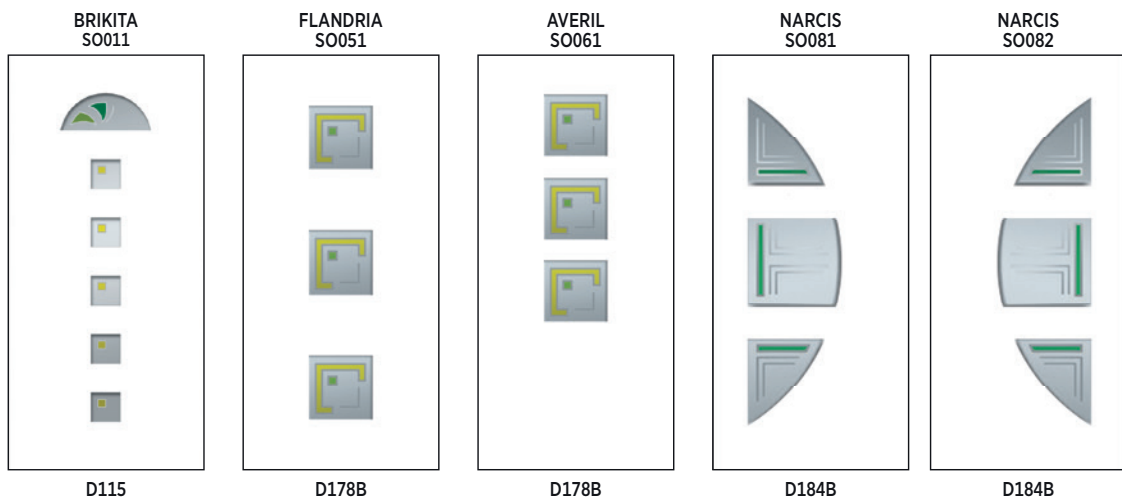 BRIKITA
SO011
FLANDRIA
SO051
AVERIL
SO061
NARCIS
SO081
NARCIS
SO082
D115
D178B
D178B
D184B
D184B